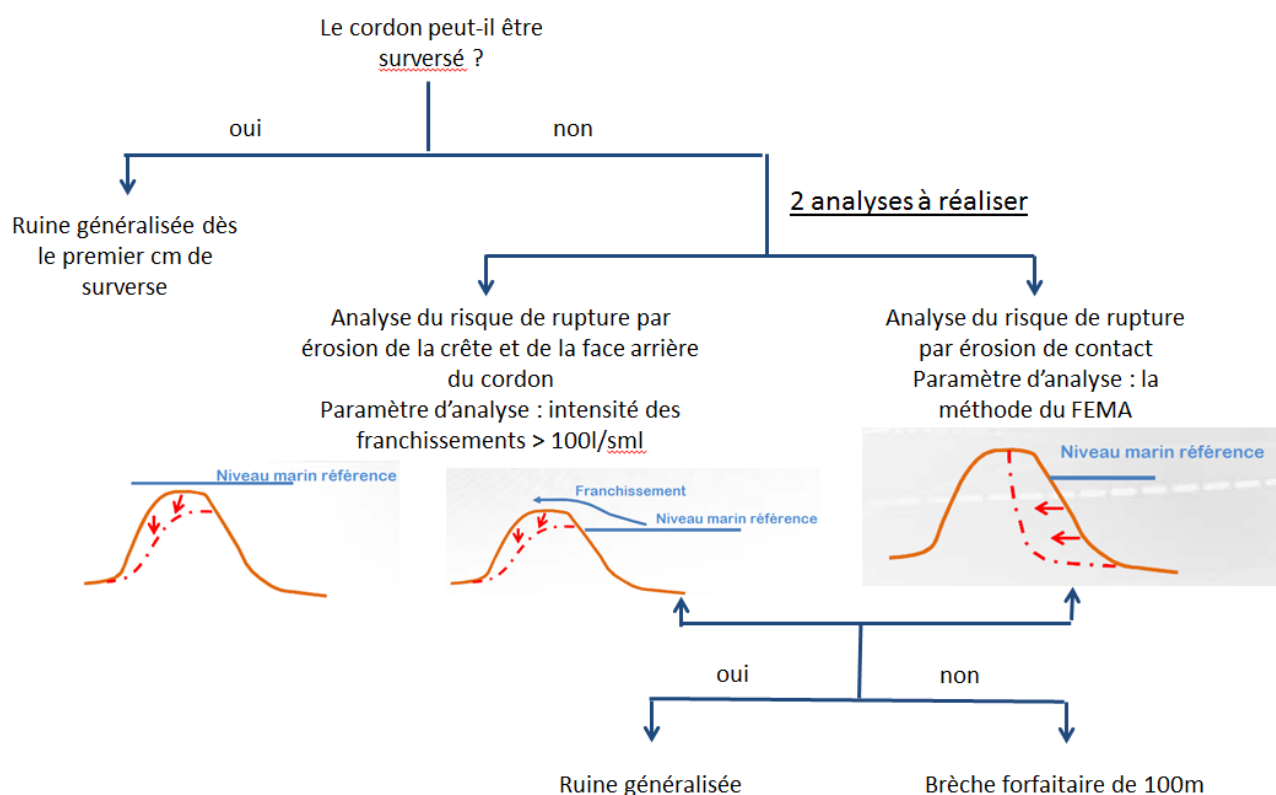 Le cordon peut-il être
surversé ?
oui
non
2 analyses à réaliser
Ruine généralisée dès
le premier cm de
surverse
Analyse du risque de rupture par
érosion de la crête et de la face arrière
du cordon
Paramètre d'analyse : intensité des
franchissements > 100l/sml
Analyse du risque de rupture
par érosion de contact
Paramètre d'analyse : la
méthode du FEMA
Niveau marin référence
Franchissement
Niveau marin référence
Niveau marin référence
oui
non
Ruine généralisée
Brèche forfaitaire de 100m